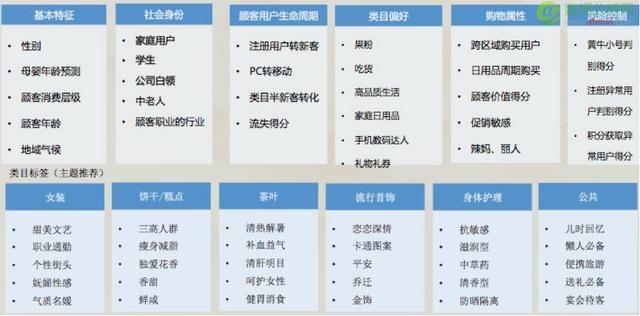 基本特征
性别
母婴年龄预测
顾客消费层级
顾客年龄
地域气候
社会身份
家庭用户
学生
公司白领
中老人
顾客职业的行业
顾客用户生命周期
注册用户转新客
PC转移动
类目半新客转化
流失得分
类目偏好
果粉
吃货
高品质生活
家庭日用品
手机数码达人
礼物礼券
购物属性
跨区域购买用户
日用品周期购买
顾客价值得分
促销敏感
辣妈、丽人
风险控制
黄牛小号判
别得分
注册异常用
户判别得分
积分获取异
常用户得分
类目标签（主题推荐）
女装
甜美文艺
职业通勤
个性街头
妩媚性感
气质名媛
饼干/糕点
三高人群
瘦身减脂
独爱花香
香甜
鲜咸
茶叶
清热解暑
补血益气
清肝明目
呵护女性
健胃消食
流行首饰
恋恋深情
卡通图案
平安
乔迁
金饰
身体护理
抗敏感
滋润型
中草药
清香型
防晒隔离
公共
儿时回忆
懒人必备
便携旅游
送礼必备
宴会待客